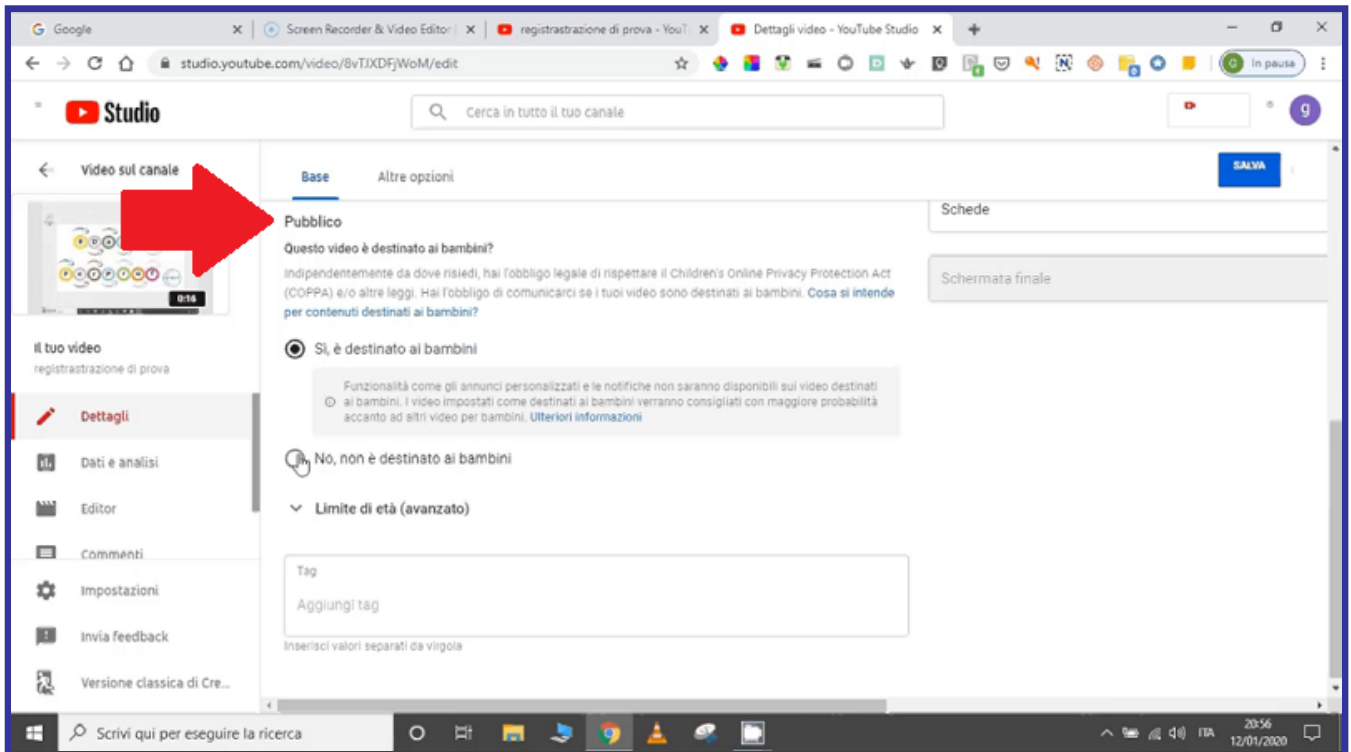 Google
Screen Recorder & Video Editor
registrastrazione di prova - YouT
Dettagli video - YouTube Studio
studio.youtube.com/video/8vTJXDFjWoM/edit
In pausa
Studio
Cerca in tutto il tuo canale
g
Video sul canale
Base
Altre opzioni
SALVA
0:16
Il tuo video
registrastrazione di prova
Dettagli
Dati e analisi
Editor
Commenti
Impostazioni
Invia feedback
Versione classica di Cre...
Pubblico
Questo video è destinato ai bambini?
Indipendentemente da dove risiedi, hai l'obbligo legale di rispettare il Children's Online Privacy Protection Act
(COPPA) e/o altre leggi. Hai l'obbligo di comunicarci se i tuoi video sono destinati ai bambini. Cosa si intende
per contenuti destinati ai bambini?
Sì, è destinato ai bambini
Funzionalità come gli annunci personalizzati e le notifiche non saranno disponibili sui video destinati
ai bambini. I video impostati come destinati ai bambini verranno consigliati con maggiore probabilità
accanto ad altri video per bambini. Ulteriori informazioni
No, non è destinato ai bambini
Limite di età (avanzato)
Tag
Aggiungi tag
Inserisci valori separati da virgola
Schede
Schermata finale
Scrivi qui per eseguire la ricerca
ITA
20:56
12/01/2020